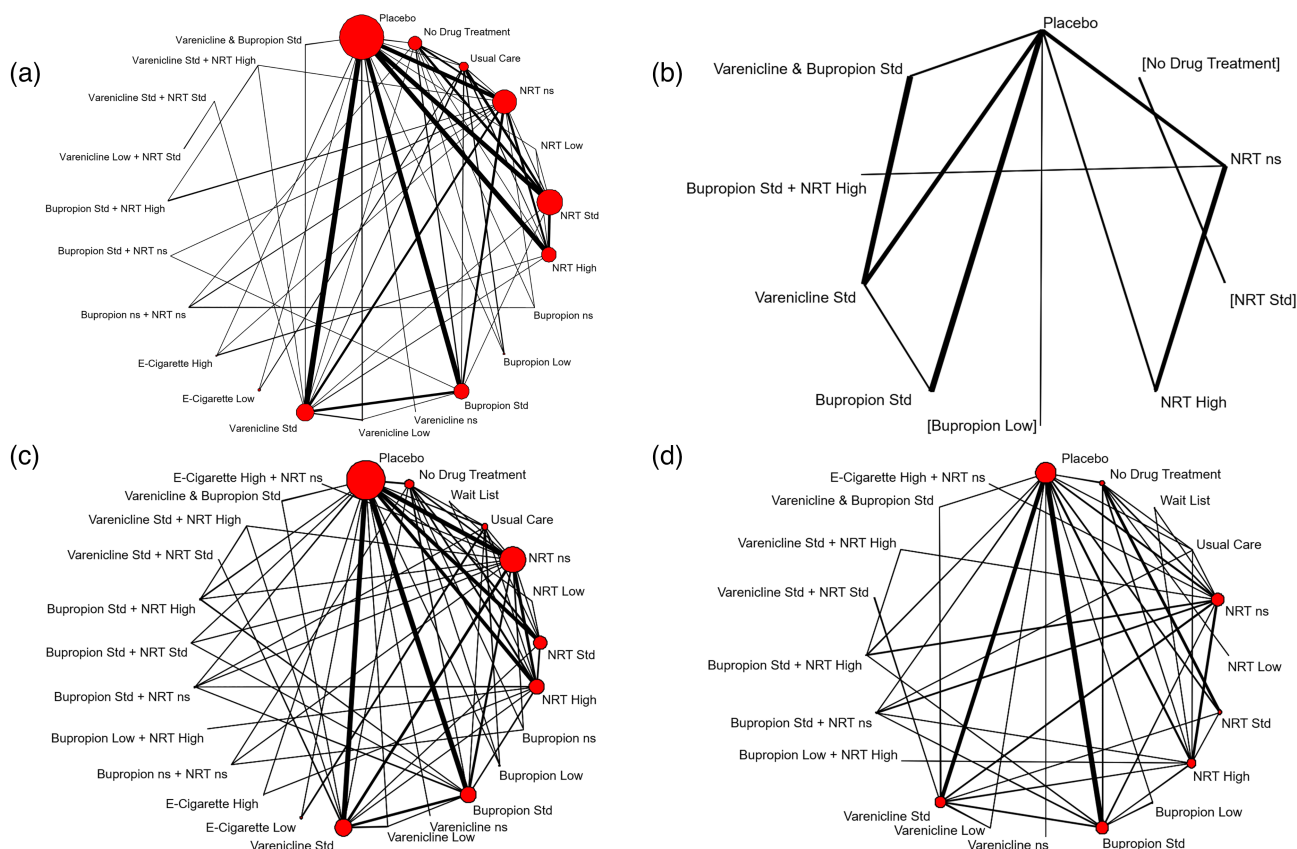 (a)
Placebo
Varenicline & Bupropion Std
No Drug Treatment
Varenicline Std + NRT High
Usual Care
Varenicline Std + NRT Std
NRT ns
NRT Low
Varenicline Low + NRT Std
Bupropion Std + NRT High
NRT Std
Bupropion Std + NRT ns
NRT High
Bupropion ns + NRT ns
Bupropion ns
E-Cigarette High
Bupropion Low
E-Cigarette Low
Bupropion Std
Varenicline Std
Varenicline ns
Varenicline Low
(b)
Placebo
Varenicline & Bupropion Std
[No Drug Treatment]
NRT ns
Bupropion Std + NRT High
Varenicline Std
[NRT Std]
Bupropion Std
NRT High
[Bupropion Low]
(c)
Placebo
E-Cigarette High + NRT ns
No Drug Treatment
Varenicline & Bupropion Std
Wait List
Varenicline Std + NRT High
Usual Care
Varenicline Std + NRT Std
NRT ns
NRT Low
Bupropion Std + NRT High
Bupropion Std + NRT Std
NRT Std
Bupropion Std + NRT ns
NRT High
Bupropion Low + NRT High
Bupropion ns
Bupropion ns + NRT ns
Bupropion Low
E-Cigarette High
Bupropion Std
E-Cigarette Low
Varenicline ns
Varenicline Low
Varenicline Std
(d)
Placebo
E-Cigarette High + NRT ns
No Drug Treatment
Varenicline & Bupropion Std
Wait List
Varenicline Std + NRT High
Usual Care
Varenicline Std + NRT Std
NRT ns
Bupropion Std + NRT High
NRT Low
Bupropion Std + NRT ns
NRT Std
Bupropion Low + NRT High
NRT High
Varenicline Std
Bupropion Low
Varenicline Low
Varenicline ns
Bupropion Std